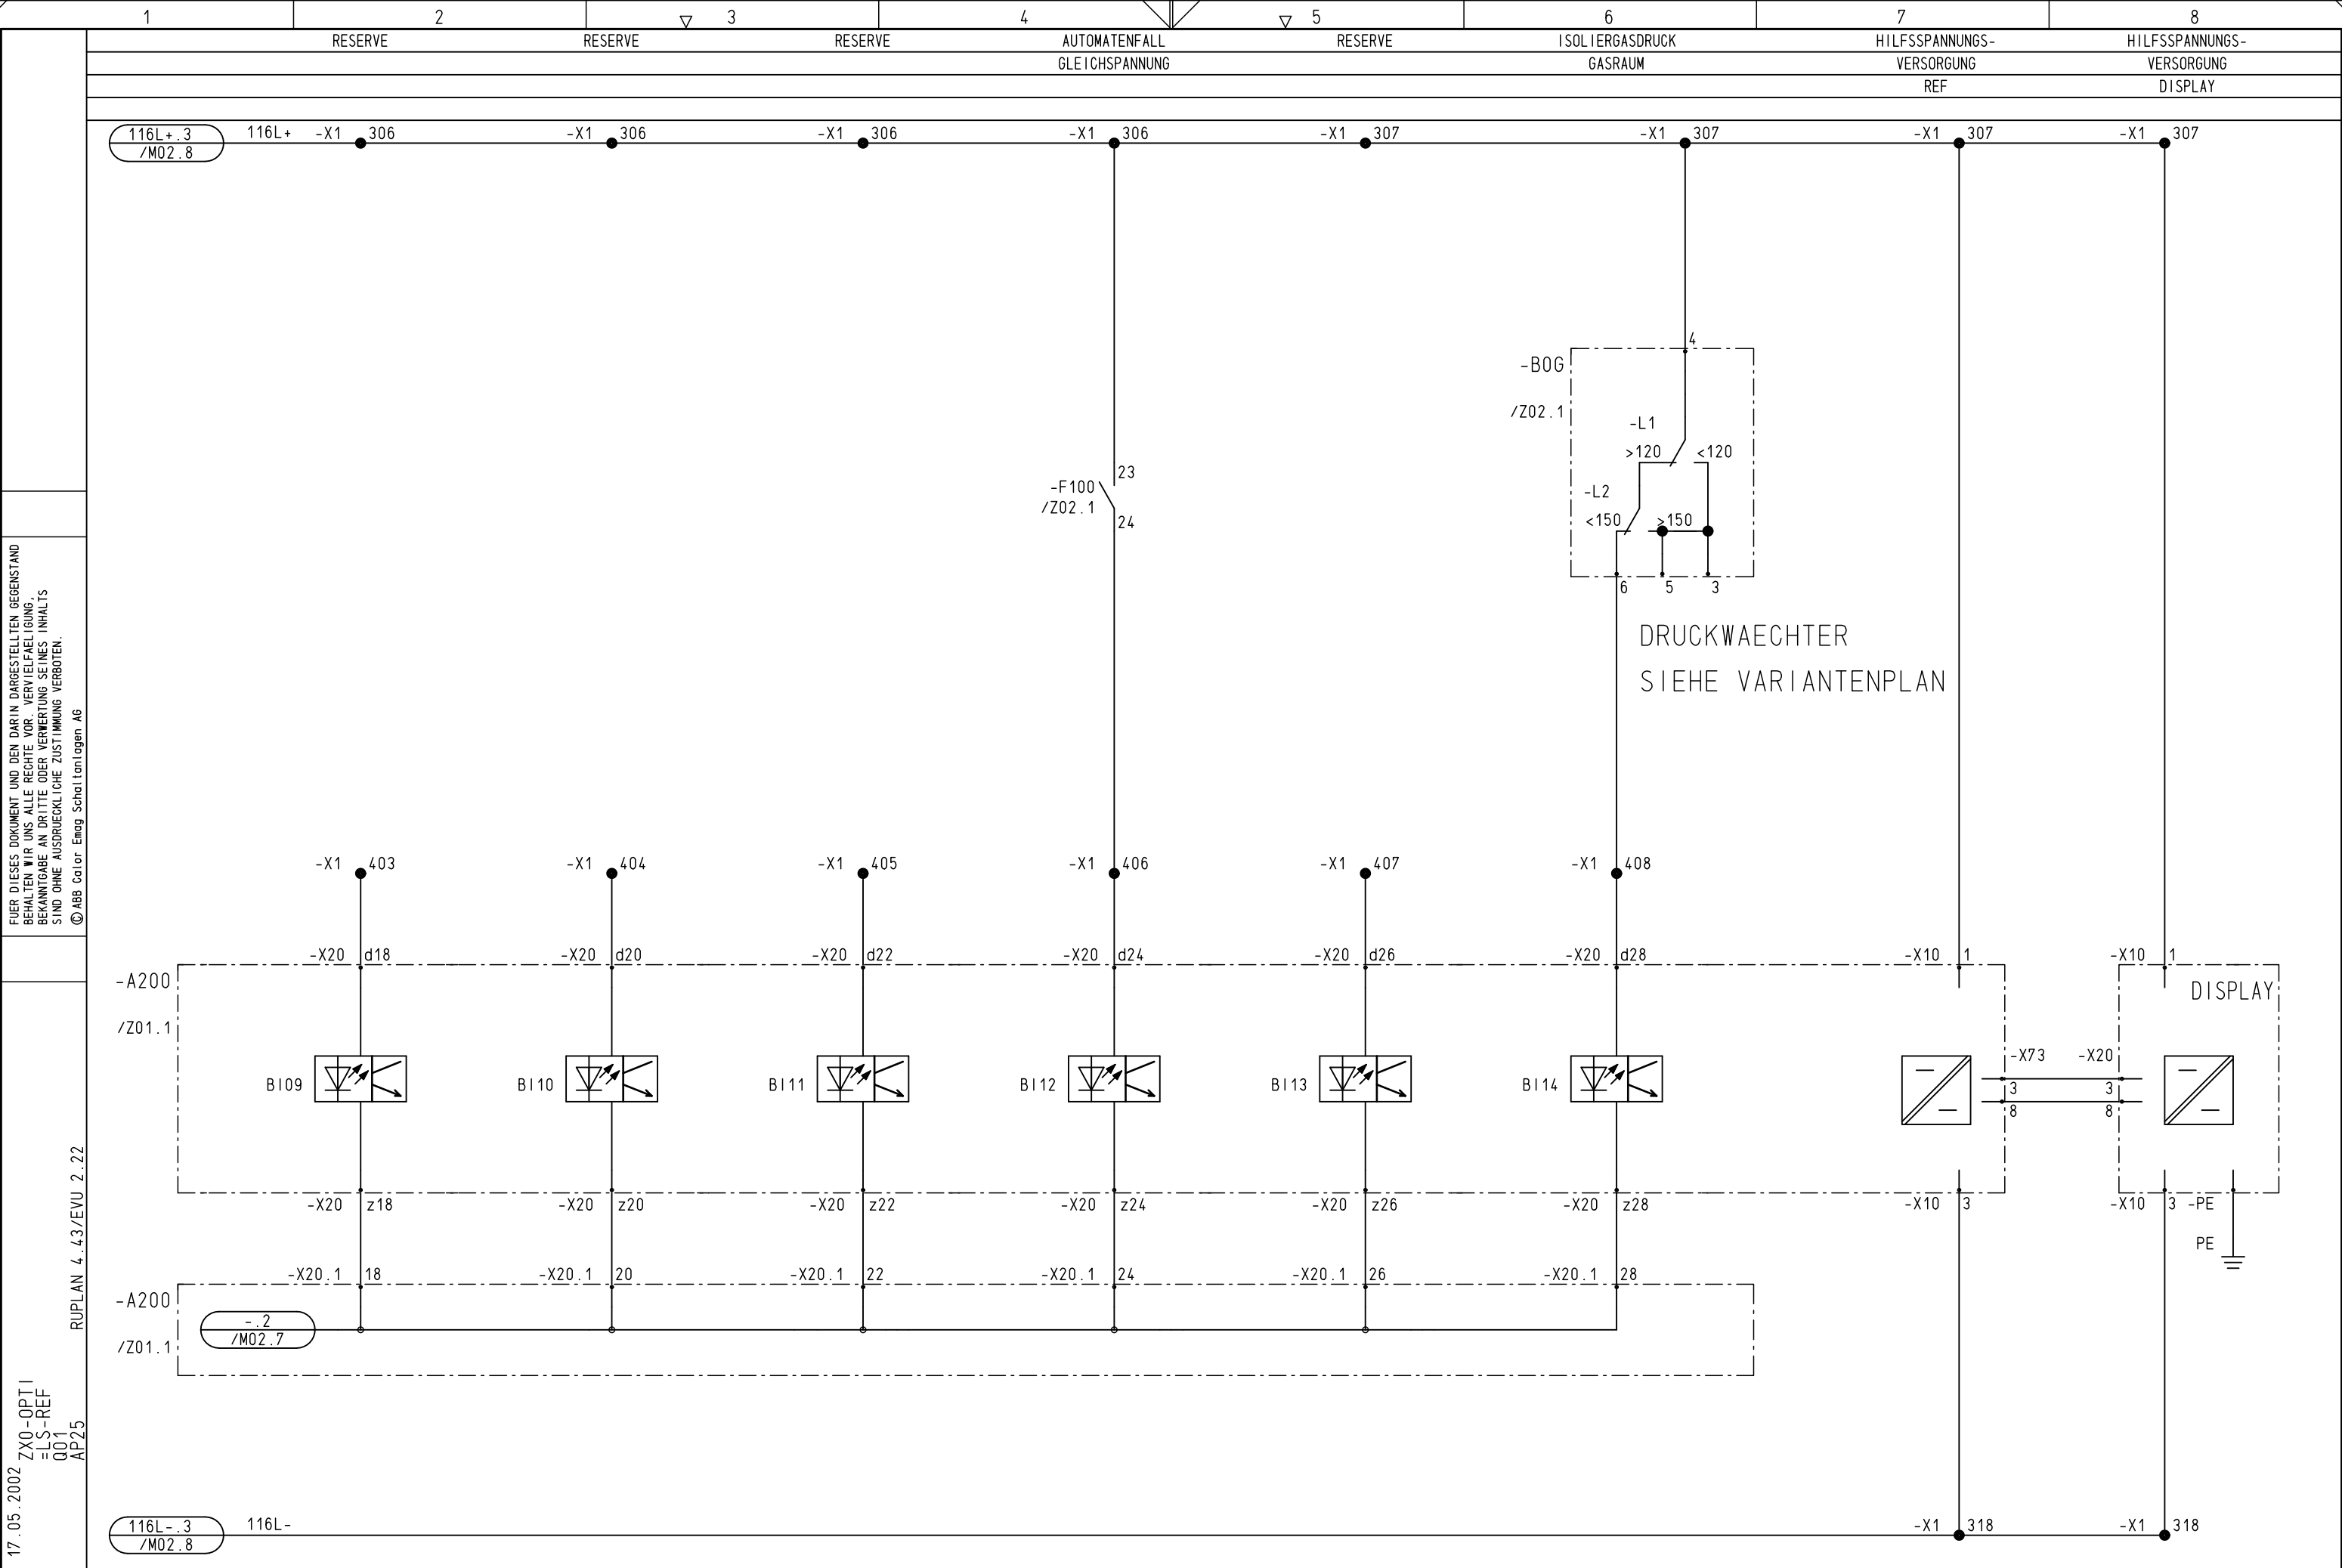 1 2 3 4 5 6 7 8
RESERVE RESERVE RESERVE AUTOMATENFALL RESERVE ISOLIERGASDRUCK HILFSSPANNUNGS- HILFSSPANNUNGS-
GLEICHSPANNUNG GASRAUM VERSORGUNG VERSORGUNG
REF DISPLAY
116L+.3 116L+ -X1 306 -X1 306 -X1 306 -X1 306 -X1 307 -X1 307 -X1 307 -X1 307
/M02.8
4
-B0G
/Z02.1
-L1
>120 <120
23
-F100
/Z02.1
24
-L2
<150 >150
6 5 3
DRUCKWAECHTER
SIEHE VARIANTENPLAN
-X1 403 -X1 404 -X1 405 -X1 406 -X1 407 -X1 408
-X20 d18 -X20 d20 -X20 d22 -X20 d24 -X20 d26 -X20 d28 -X10 1 -X10 1
-A200
DISPLAY
/Z01.1
BI09 BI10 BI11 BI12 BI13 BI14
-X73 -X20
3 3
8 8
-X20 z18 -X20 z20 -X20 z22 -X20 z24 -X20 z26 -X20 z28 -X10 3 -X10 3 -PE
PE
-X20.1 18 -X20.1 20 -X20.1 22 -X20.1 24 -X20.1 26 -X20.1 28
-A200
-.2
/M02.7
/Z01.1
116L-.3 116L- -X1 318 -X1 318
/M02.8
FUER DIESES DOKUMENT UND DEN DARIN DARGESTELLTEN GEGENSTAND
BEHALTEN WIR UNS ALLE RECHTE VOR. VERVIELFAELIGUNG,
BEKANNTGABE AN DRITTE ODER VERWERTUNG SEINES INHALTS
SIND OHNE AUSDRUECKLICHE ZUSTIMMUNG VERBOTEN.
© ABB Calor Emag Schaltanlagen AG
RUPLAN 4.43/EVU 2.22
17.05.2002
ZX0-OPTI
=LS-REF
Q01
AP25